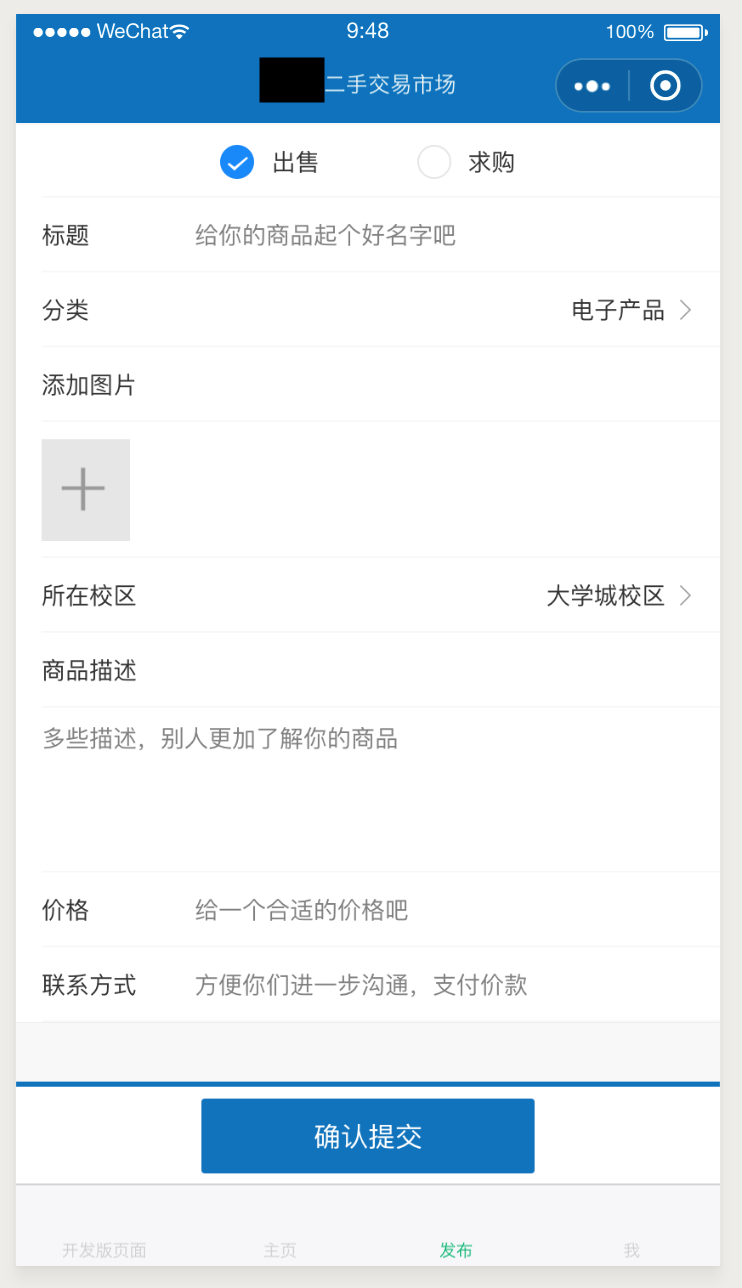 WeChat 9:48 100%
二手交易市场
出售 求购
标题 给你的商品起个好名字吧
分类 电子产品
添加图片
所在校区 大学城校区
商品描述
多些描述，别人更加了解你的商品
价格 给一个合适的价格吧
联系方式 方便你们进一步沟通，支付价款
确认提交
开发版页面 主页 发布 我